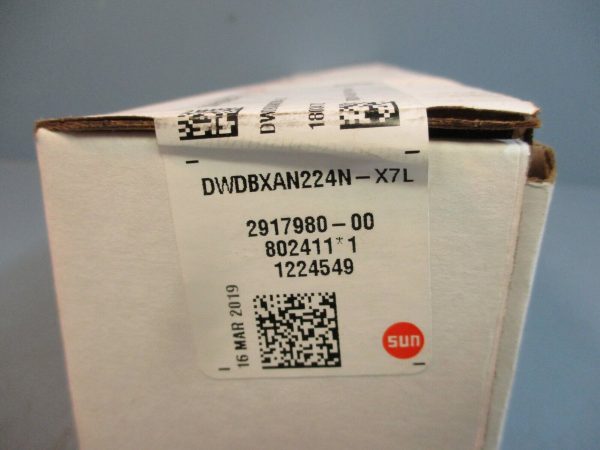 DWDBXAN224N-X7L
2917980-00
802411*1
1224549
16 MAR 2019
sun